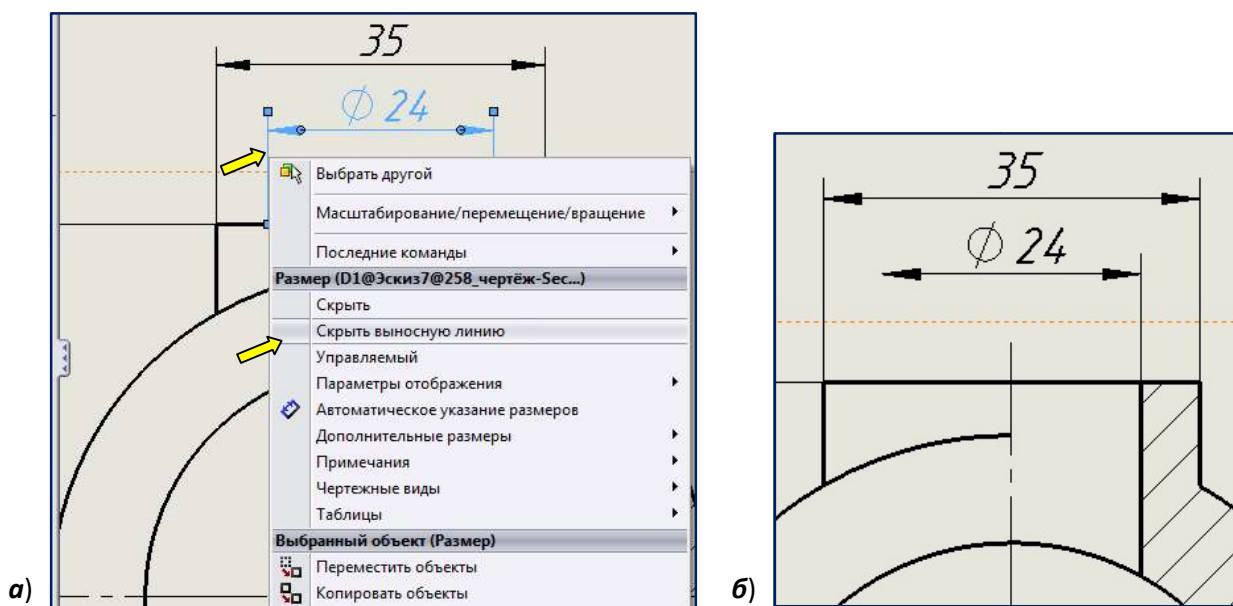 35
∅ 24
Выбрать другой
Масштабирование/перемещение/вращение
Последние команды
Размер (D1@Эскиз7@258_чертёж-Sec...)
Скрыть
Скрыть выносную линию
Управляемый
Параметры отображения
Автоматическое указание размеров
Дополнительные размеры
Примечания
Чертежные виды
Таблицы
Выбранный объект (Размер)
Переместить объекты
Копировать объекты
а)
35
∅ 24
б)